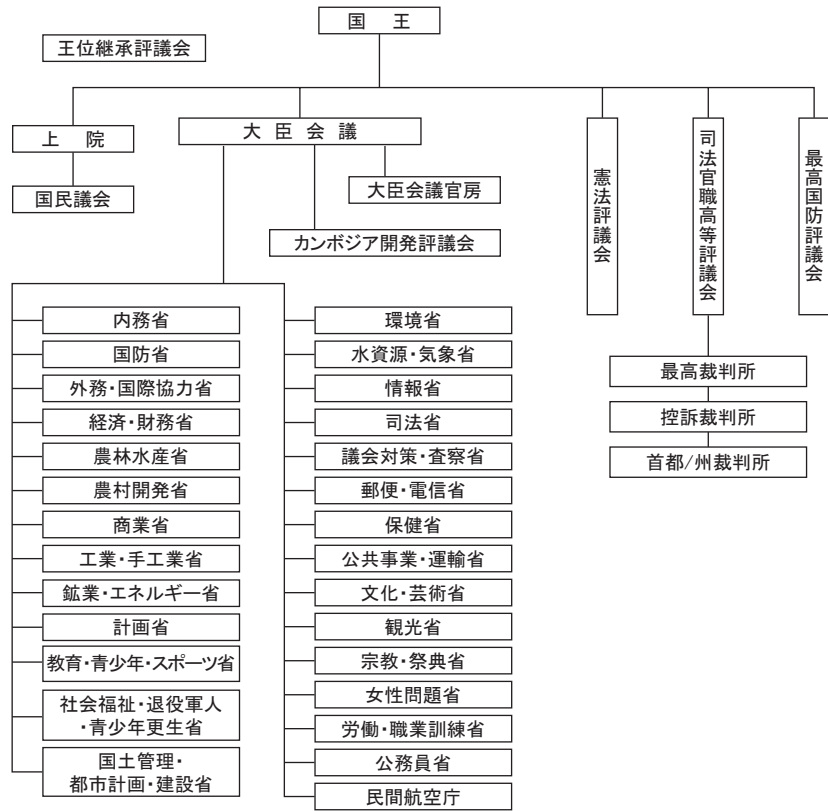 国王
王位継承評議会
上院
国民議会
大臣会議
大臣会議官房
カンボジア開発評議会
憲法評議会
司法官職高等評議会
最高国防評議会
最高裁判所
控訴裁判所
首都/州裁判所
内務省
国防省
外務・国際協力省
経済・財務省
農林水産省
農村開発省
商業省
工業・手工業省
鉱業・エネルギー省
計画省
教育・青少年・スポーツ省
社会福祉・退役軍人
・青少年更生省
国土管理・
都市計画・建設省
環境省
水資源・気象省
情報省
司法省
議会対策・査察省
郵便・電信省
保健省
公共事業・運輸省
文化・芸術省
観光省
宗教・祭典省
女性問題省
労働・職業訓練省
公務員省
民間航空庁